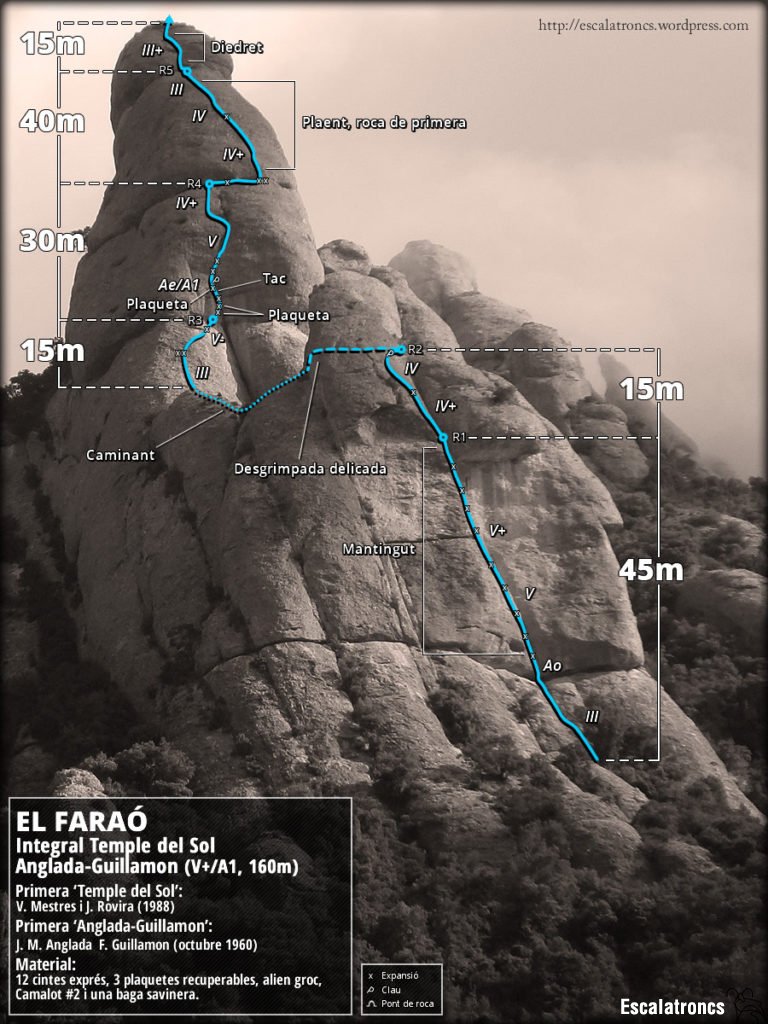 http://escalatroncs.wordpress.com
15m
III+
Diedret
R5
III
40m
IV
Plaent, roca de primera
IV+
R4
IV+
30m
V
Ae/A1
Tac
Plaqueta
Plaqueta
R3
V-
15m
III
R2
IV
15m
IV+
R1
Caminant
Desgrimpada delicada
V+
Mantingut
45m
V
Ao
III
EL FARAÓ
Integral Temple del Sol
Anglada-Guillamon (V+/A1, 160m)
Primera ‘Temple del Sol’:
V. Mestres i J. Rovira (1988)
Primera ‘Anglada-Guillamon’:
J. M. Anglada F. Guillamon (octubre 1960)
Material:
12 cintes exprés, 3 plaquetes recuperables, alien groc,
Camalot #2 i una baga savinera.
x Expansió
Clau
Pont de roca
Escalatroncs